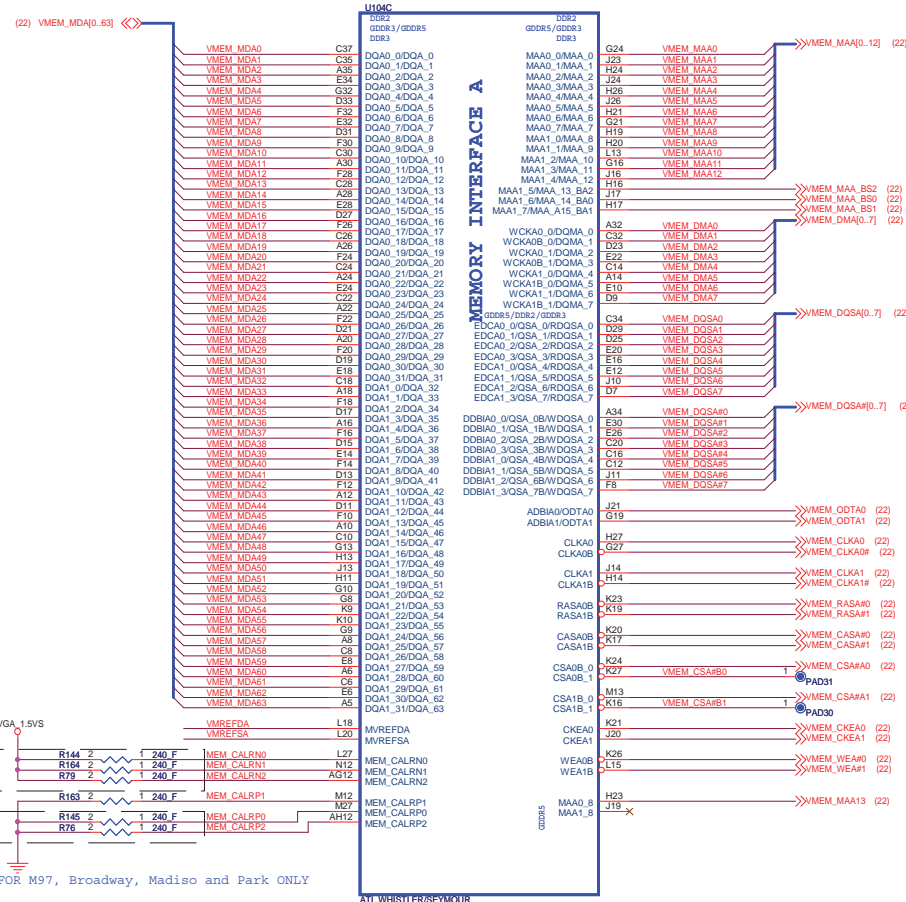 U104C
(22) VMEM_MDA[0..63]
DDR2
GDDR3/GDDR5
DDR3
DDR2
GDDR5/GDDR3
DDR3
MEMORY INTERFACE A
VMEM_MDA0 C37 DQA0_0/DQA_0
VMEM_MDA1 C35 DQA0_1/DQA_1
VMEM_MDA2 A35 DQA0_2/DQA_2
VMEM_MDA3 E34 DQA0_3/DQA_3
VMEM_MDA4 G32 DQA0_4/DQA_4
VMEM_MDA5 D33 DQA0_5/DQA_5
VMEM_MDA6 F32 DQA0_6/DQA_6
VMEM_MDA7 E32 DQA0_7/DQA_7
VMEM_MDA8 D31 DQA0_8/DQA_8
VMEM_MDA9 F30 DQA0_9/DQA_9
VMEM_MDA10 C30 DQA0_10/DQA_10
VMEM_MDA11 A30 DQA0_11/DQA_11
VMEM_MDA12 F28 DQA0_12/DQA_12
VMEM_MDA13 C28 DQA0_13/DQA_13
VMEM_MDA14 A28 DQA0_14/DQA_14
VMEM_MDA15 E28 DQA0_15/DQA_15
VMEM_MDA16 D27 DQA0_16/DQA_16
VMEM_MDA17 F26 DQA0_17/DQA_17
VMEM_MDA18 C26 DQA0_18/DQA_18
VMEM_MDA19 A26 DQA0_19/DQA_19
VMEM_MDA20 F24 DQA0_20/DQA_20
VMEM_MDA21 C24 DQA0_21/DQA_21
VMEM_MDA22 A24 DQA0_22/DQA_22
VMEM_MDA23 E24 DQA0_23/DQA_23
VMEM_MDA24 C22 DQA0_24/DQA_24
VMEM_MDA25 A22 DQA0_25/DQA_25
VMEM_MDA26 F22 DQA0_26/DQA_26
VMEM_MDA27 D21 DQA0_27/DQA_27
VMEM_MDA28 A20 DQA0_28/DQA_28
VMEM_MDA29 F20 DQA0_29/DQA_29
VMEM_MDA30 D19 DQA0_30/DQA_30
VMEM_MDA31 E18 DQA0_31/DQA_31
VMEM_MDA32 C18 DQA1_0/DQA_32
VMEM_MDA33 A18 DQA1_1/DQA_33
VMEM_MDA34 F18 DQA1_2/DQA_34
VMEM_MDA35 D17 DQA1_3/DQA_35
VMEM_MDA36 A16 DQA1_4/DQA_36
VMEM_MDA37 F16 DQA1_5/DQA_37
VMEM_MDA38 D15 DQA1_6/DQA_38
VMEM_MDA39 E14 DQA1_7/DQA_39
VMEM_MDA40 F14 DQA1_8/DQA_40
VMEM_MDA41 D13 DQA1_9/DQA_41
VMEM_MDA42 F12 DQA1_10/DQA_42
VMEM_MDA43 A12 DQA1_11/DQA_43
VMEM_MDA44 D11 DQA1_12/DQA_44
VMEM_MDA45 F10 DQA1_13/DQA_45
VMEM_MDA46 A10 DQA1_14/DQA_46
VMEM_MDA47 C10 DQA1_15/DQA_47
VMEM_MDA48 G13 DQA1_16/DQA_48
VMEM_MDA49 H13 DQA1_17/DQA_49
VMEM_MDA50 J13 DQA1_18/DQA_50
VMEM_MDA51 H11 DQA1_19/DQA_51
VMEM_MDA52 G10 DQA1_20/DQA_52
VMEM_MDA53 G8 DQA1_21/DQA_53
VMEM_MDA54 K9 DQA1_22/DQA_54
VMEM_MDA55 K10 DQA1_23/DQA_55
VMEM_MDA56 G9 DQA1_24/DQA_56
VMEM_MDA57 A8 DQA1_25/DQA_57
VMEM_MDA58 C8 DQA1_26/DQA_58
VMEM_MDA59 E8 DQA1_27/DQA_59
VMEM_MDA60 A6 DQA1_28/DQA_60
VMEM_MDA61 C6 DQA1_29/DQA_61
VMEM_MDA62 E6 DQA1_30/DQA_62
VMEM_MDA63 A5 DQA1_31/DQA_63
VMREFDA L18 MVREFDA
VMREFSA L20 MVREFSA
GA_1.5VS
R144 2 1 240_F MEM_CALRN0 L27 MEM_CALRN0
R164 2 1 240_F MEM_CALRN1 N12 MEM_CALRN1
R79 2 1 240_F MEM_CALRN2 AG12 MEM_CALRN2
R163 2 1 240_F MEM_CALRP1 M12 MEM_CALRP1
R145 2 1 240_F MEM_CALRP0 M27 MEM_CALRP0
R76 2 1 240_F MEM_CALRP2 AH12 MEM_CALRP2
FOR M97, Broadway, Madiso and Park ONLY
MAA0_0/MAA_0 G24 VMEM_MAA0
VMEM_MAA[0..12] (22)
MAA0_1/MAA_1 J23 VMEM_MAA1
MAA0_2/MAA_2 H24 VMEM_MAA2
MAA0_3/MAA_3 J24 VMEM_MAA3
MAA0_4/MAA_4 H26 VMEM_MAA4
MAA0_5/MAA_5 J26 VMEM_MAA5
MAA0_6/MAA_6 H21 VMEM_MAA6
MAA0_7/MAA_7 G21 VMEM_MAA7
MAA1_0/MAA_8 H19 VMEM_MAA8
MAA1_1/MAA_9 H20 VMEM_MAA9
MAA1_2/MAA_10 L13 VMEM_MAA10
MAA1_3/MAA_11 G16 VMEM_MAA11
MAA1_4/MAA_12 J16 VMEM_MAA12
MAA1_5/MAA_13_BA2 H16 VMEM_MAA_BS2 (22)
MAA1_6/MAA_14_BA0 J17 VMEM_MAA_BS0 (22)
MAA1_7/MAA_A15_BA1 H17 VMEM_MAA_BS1 (22)
VMEM_DMA[0..7] (22)
WCKA0_0/DQMA_0 A32 VMEM_DMA0
WCKA0B_0/DQMA_1 C32 VMEM_DMA1
WCKA0_1/DQMA_2 D23 VMEM_DMA2
WCKA0B_1/DQMA_3 E22 VMEM_DMA3
WCKA1_0/DQMA_4 C14 VMEM_DMA4
WCKA1B_0/DQMA_5 A14 VMEM_DMA5
WCKA1_1/DQMA_6 E10 VMEM_DMA6
WCKA1B_1/DQMA_7 D9 VMEM_DMA7
GDDR5/DDR2/GDDR3
VMEM_DQSA[0..7] (22
EDCA0_0/QSA_0/RDQSA_0 C34 VMEM_DQSA0
EDCA0_1/QSA_1/RDQSA_1 D29 VMEM_DQSA1
EDCA0_2/QSA_2/RDQSA_2 D25 VMEM_DQSA2
EDCA0_3/QSA_3/RDQSA_3 E20 VMEM_DQSA3
EDCA1_0/QSA_4/RDQSA_4 E16 VMEM_DQSA4
EDCA1_1/QSA_5/RDQSA_5 E12 VMEM_DQSA5
EDCA1_2/QSA_6/RDQSA_6 J10 VMEM_DQSA6
EDCA1_3/QSA_7/RDQSA_7 D7 VMEM_DQSA7
VMEM_DQSA#[0..7] (2
DDBIA0_0/QSA_0B/WDQSA_0 A34 VMEM_DQSA#0
DDBIA0_1/QSA_1B/WDQSA_1 E30 VMEM_DQSA#1
DDBIA0_2/QSA_2B/WDQSA_2 E26 VMEM_DQSA#2
DDBIA0_3/QSA_3B/WDQSA_3 C20 VMEM_DQSA#3
DDBIA1_0/QSA_4B/WDQSA_4 C16 VMEM_DQSA#4
DDBIA1_1/QSA_5B/WDQSA_5 C12 VMEM_DQSA#5
DDBIA1_2/QSA_6B/WDQSA_6 J11 VMEM_DQSA#6
DDBIA1_3/QSA_7B/WDQSA_7 F8 VMEM_DQSA#7
ADBIA0/ODTA0 J21 VMEM_ODTA0 (22)
ADBIA1/ODTA1 G19 VMEM_ODTA1 (22)
CLKA0 H27 VMEM_CLKA0 (22)
CLKA0B G27 VMEM_CLKA0# (22)
CLKA1 J14 VMEM_CLKA1 (22)
CLKA1B H14 VMEM_CLKA1# (22)
RASA0B K23 VMEM_RASA#0 (22)
RASA1B K19 VMEM_RASA#1 (22)
CASA0B K20 VMEM_CASA#0 (22)
CASA1B K17 VMEM_CASA#1 (22)
CSA0B_0 K24 VMEM_CSA#A0 (22)
CSA0B_1 K27 VMEM_CSA#B0 1 PAD31
CSA1B_0 M13 VMEM_CSA#A1 (22)
CSA1B_1 K16 VMEM_CSA#B1 1 PAD30
CKEA0 K21 VMEM_CKEA0 (22)
CKEA1 J20 VMEM_CKEA1 (22)
WEA0B K26 VMEM_WEA#0 (22)
WEA1B L15 VMEM_WEA#1 (22)
MAA0_8 H23 VMEM_MAA13 (22)
MAA1_8 J19
GDDR5
ATI_WHISTLER/SEYMOUR